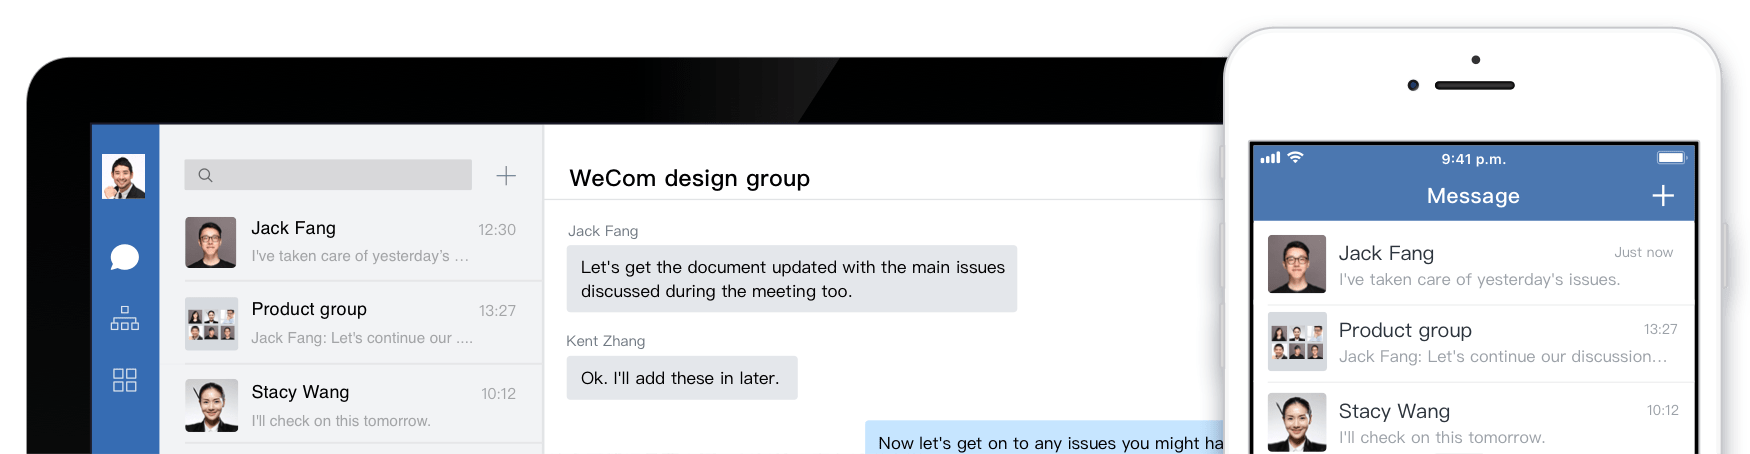 Jack Fang
12:30
I've taken care of yesterday's ...
Product group
13:27
Jack Fang: Let's continue our ....
Stacy Wang
10:12
I'll check on this tomorrow.
WeCom design group
Jack Fang
Let's get the document updated with the main issues
discussed during the meeting too.
Kent Zhang
Ok. I'll add these in later.
Now let's get on to any issues you might ha
9:41 p.m.
Message
Jack Fang
Just now
I've taken care of yesterday's issues.
Product group
13:27
Jack Fang: Let's continue our discussion...
Stacy Wang
10:12
I'll check on this tomorrow.